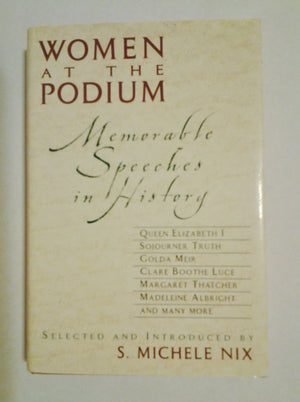 WOMEN
AT THE
PODIUM
Memorable
Speeches
in History
QUEEN ELIZABETH I
SOJOURNER TRUTH
GOLDA MEIR
CLARE BOOTHE LUCE
MARGARET THATCHER
MADELEINE ALBRIGHT
AND MANY MORE
SELECTED AND INTRODUCED BY
S. MICHELE NIX